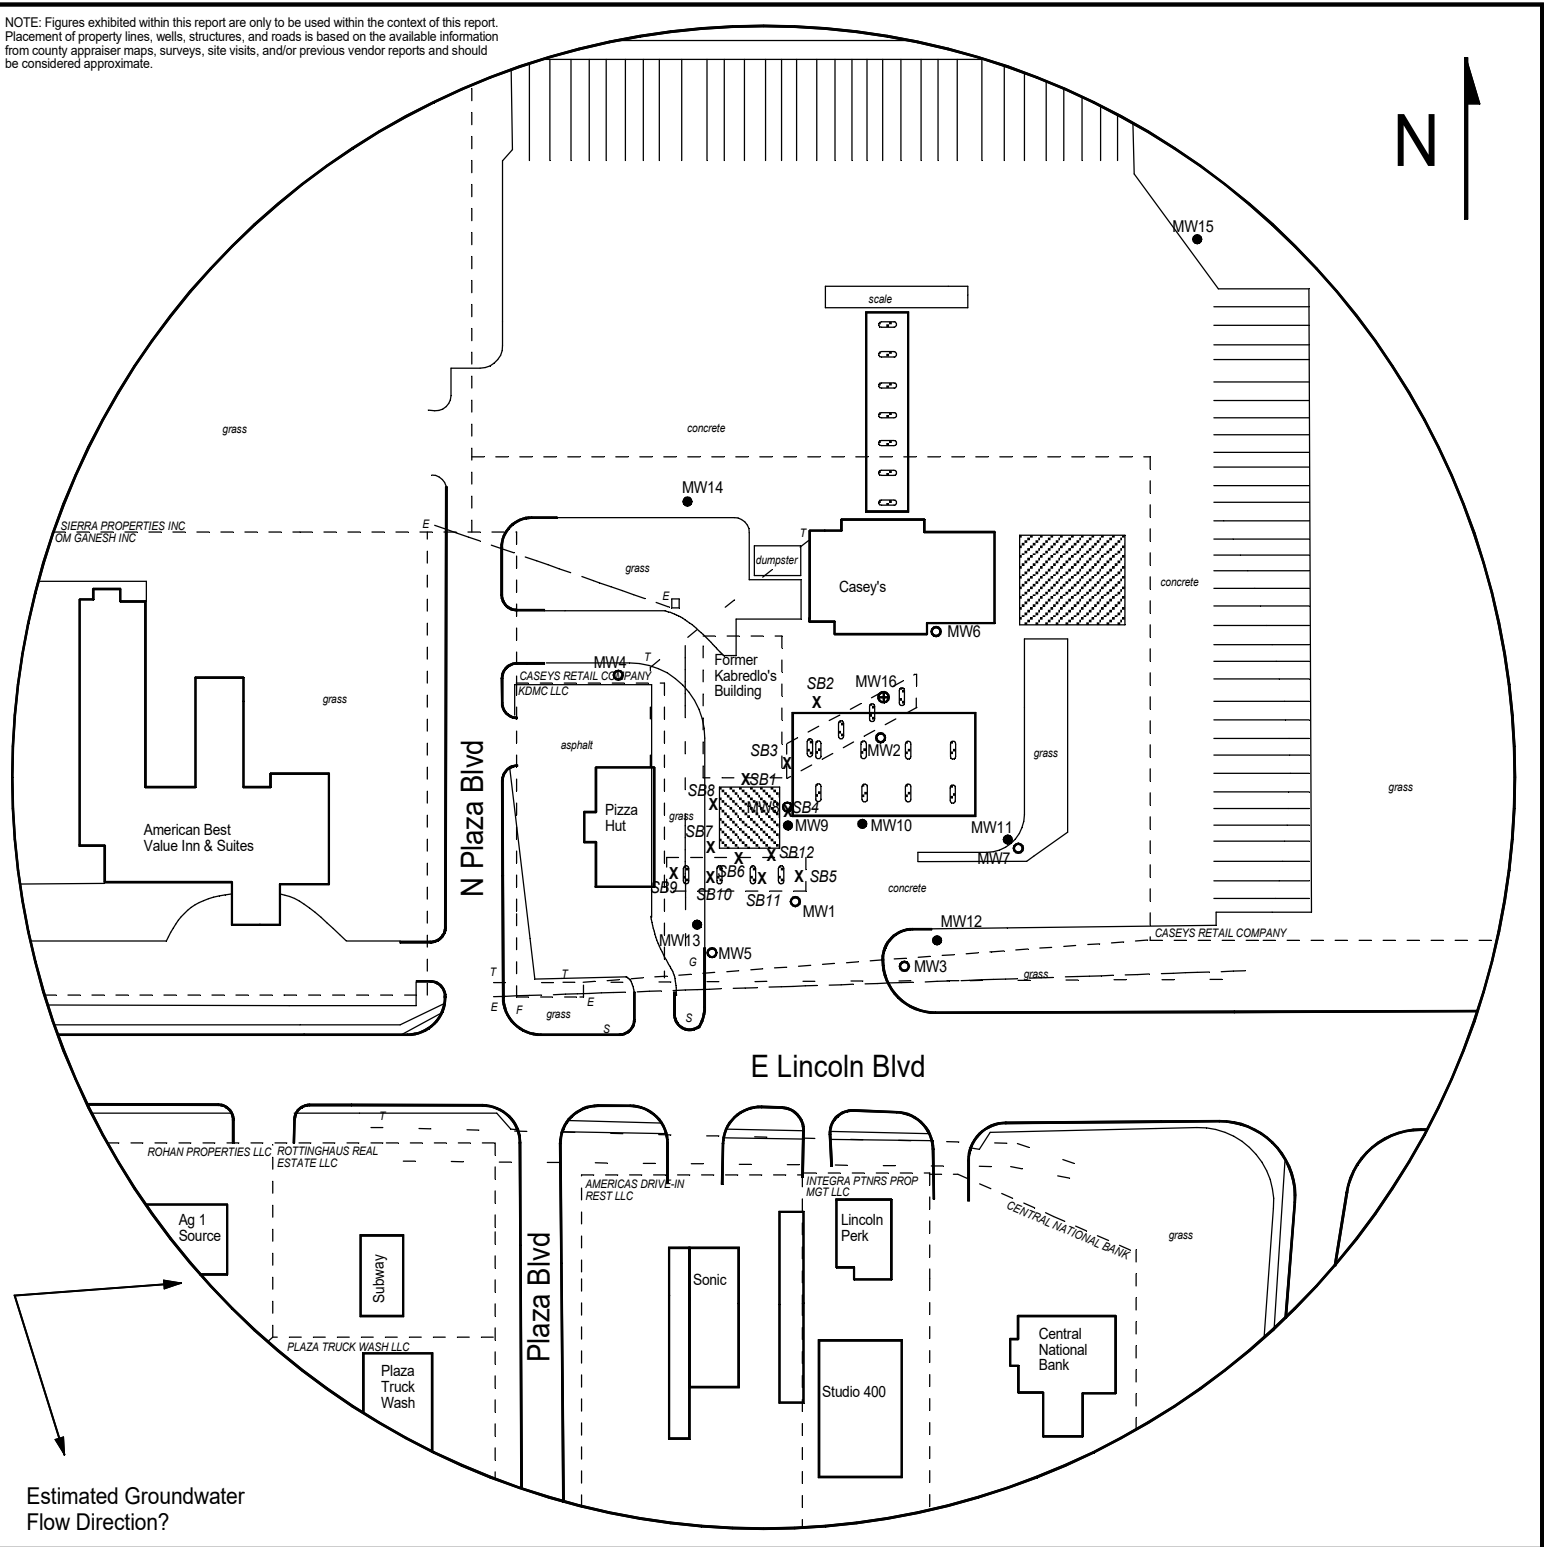 NOTE: Figures exhibited within this report are only to be used within the context of this report.
Placement of property lines, wells, structures, and roads is based on the available information
from county appraiser maps, surveys, site visits, and/or previous vendor reports and should
be considered approximate.
N
MW15
scale
grass
concrete
MW14
SIERRA PROPERTIES INC
OM GANESH INC
E
T
dumpster
grass
Casey's
concrete
E
MW6
T
MW4
CASEYS RETAIL COMPANY
KDMC LLC
Former
Kabredlo's
Building
SB2
X
MW16
grass
asphalt
N Plaza Blvd
SB3
X
MW2
grass
X
SB1
SB8
X
grass
Pizza
Hut
MW8
X
SB4
grass
American Best
Value Inn & Suites
SB7
X
MW9
MW10
MW11
MW7
X
X
SB12
SB6
SB9
X
X
SB10
X
SB11
X
SB5
concrete
MW1
MW13
MW5
G
MW12
CASEYS RETAIL COMPANY
MW3
grass
T
T
E
F
E
grass
S
S
E Lincoln Blvd
T
ROHAN PROPERTIES LLC
ROTTINGHAUS REAL
ESTATE LLC
AMERICAS DRIVE-IN
REST LLC
INTEGRA PTNRS PROP
MGT LLC
CENTRAL NATIONAL BANK
grass
Ag 1
Source
Subway
Plaza Blvd
Sonic
Lincoln
Perk
PLAZA TRUCK WASH LLC
Plaza
Truck
Wash
Studio 400
Central
National
Bank
Estimated Groundwater
Flow Direction?